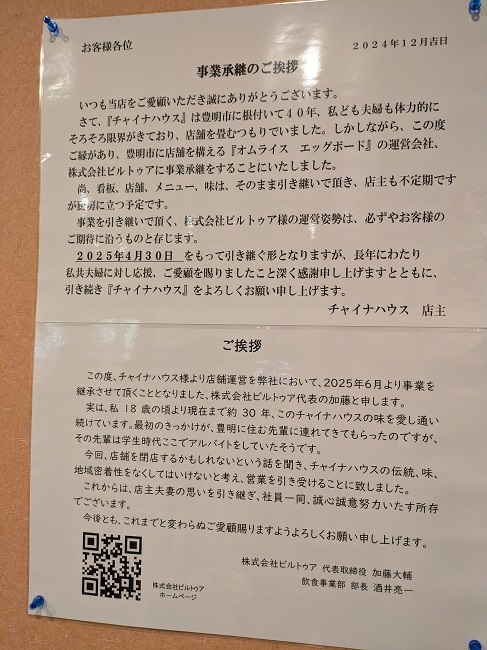 お客様各位
2024年12月吉日
事業承継のご挨拶
いつも当店をご愛顧いただき誠にありがとうございます。
さて、『チャイナハウス』は豊明市に根付いて40年、私ども夫婦も体力的に
そろそろ限界がきており、店舗を畳むつもりでいました。しかしながら、この度
ご縁があり、豊明市に店舗を構える『オムライス　エッグボード』の運営会社、
株式会社ビルトゥアに事業承継をすることにいたしました。
尚、看板、店舗、メニュー、味は、そのまま引き継いで頂き、店主も不定期です
が厨房に立つ予定です。
事業を引き継いで頂く、株式会社ビルトゥア様の運営姿勢は、必ずやお客様の
ご期待に沿うものと存じます。
2025年4月30日　をもって引き継ぐ形となりますが、長年にわたり
私共夫婦に対し応援、ご愛顧を賜りましたこと深く感謝申し上げますとともに、
引き続き『チャイナハウス』をよろしくお願い申し上げます。
チャイナハウス　店主
ご挨拶
この度、チャイナハウス様より店舗運営を弊社において、2025年6月より事業を
継承させて頂くこととなりました、株式会社ビルトゥア代表の加藤と申します。
実は、私 18 歳の頃より現在まで約 30 年、このチャイナハウスの味を愛し通い
続けています。最初のきっかけが、豊明に住む先輩に連れてきてもらったのですが、
その先輩は学生時代ここでアルバイトをしていたそうです。
今回、店舗を閉店するかもしれないという話を聞き、チャイナハウスの伝統、味、
地域密着性をなくしてはいけないと考え、営業を引き受けることに致しました。
これからは、店主夫妻の思いを引き継ぎ、社員一同、誠心誠意努力いたす所存
でございます。
今後とも、これまでと変わらぬご愛顧賜りますようよろしくお願い申し上げます。
株式会社ビルトゥア
ホームページ
株式会社ビルトゥア 代表取締役 加藤大輔
飲食事業部 部長 酒井亮一